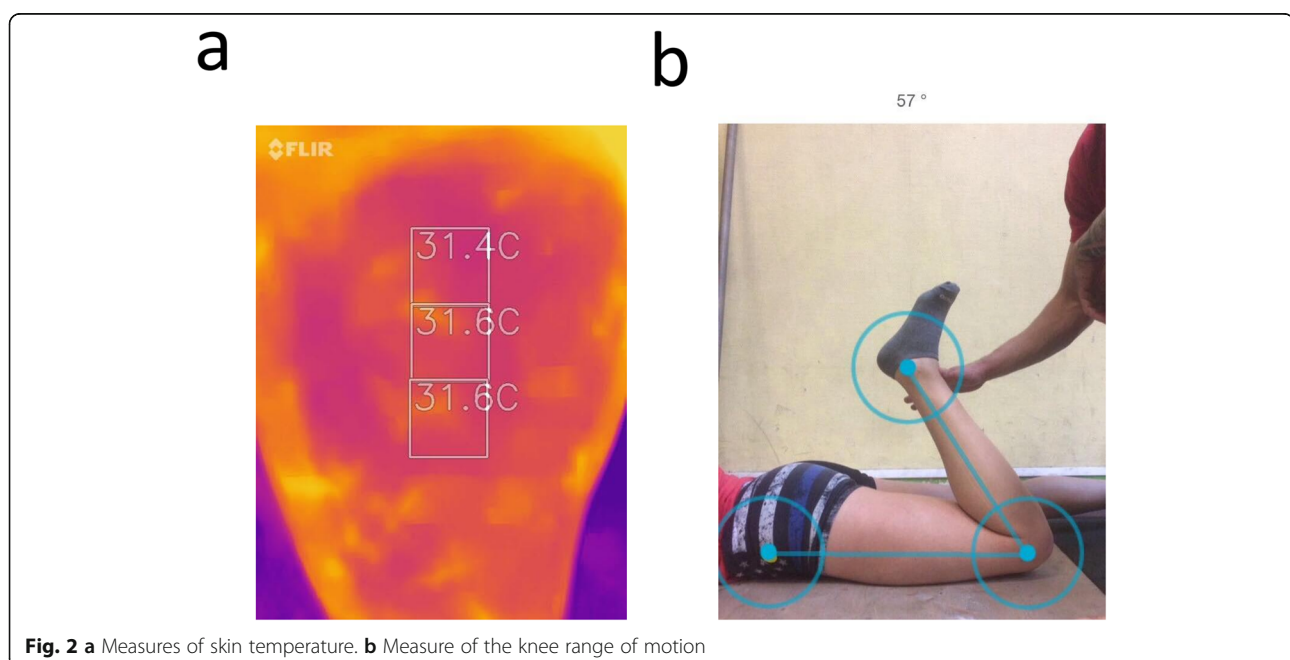 a
b
57 °
FLIR
31.4C
31.6C
31.6C
Fig. 2 a Measures of skin temperature. b Measure of the knee range of motion